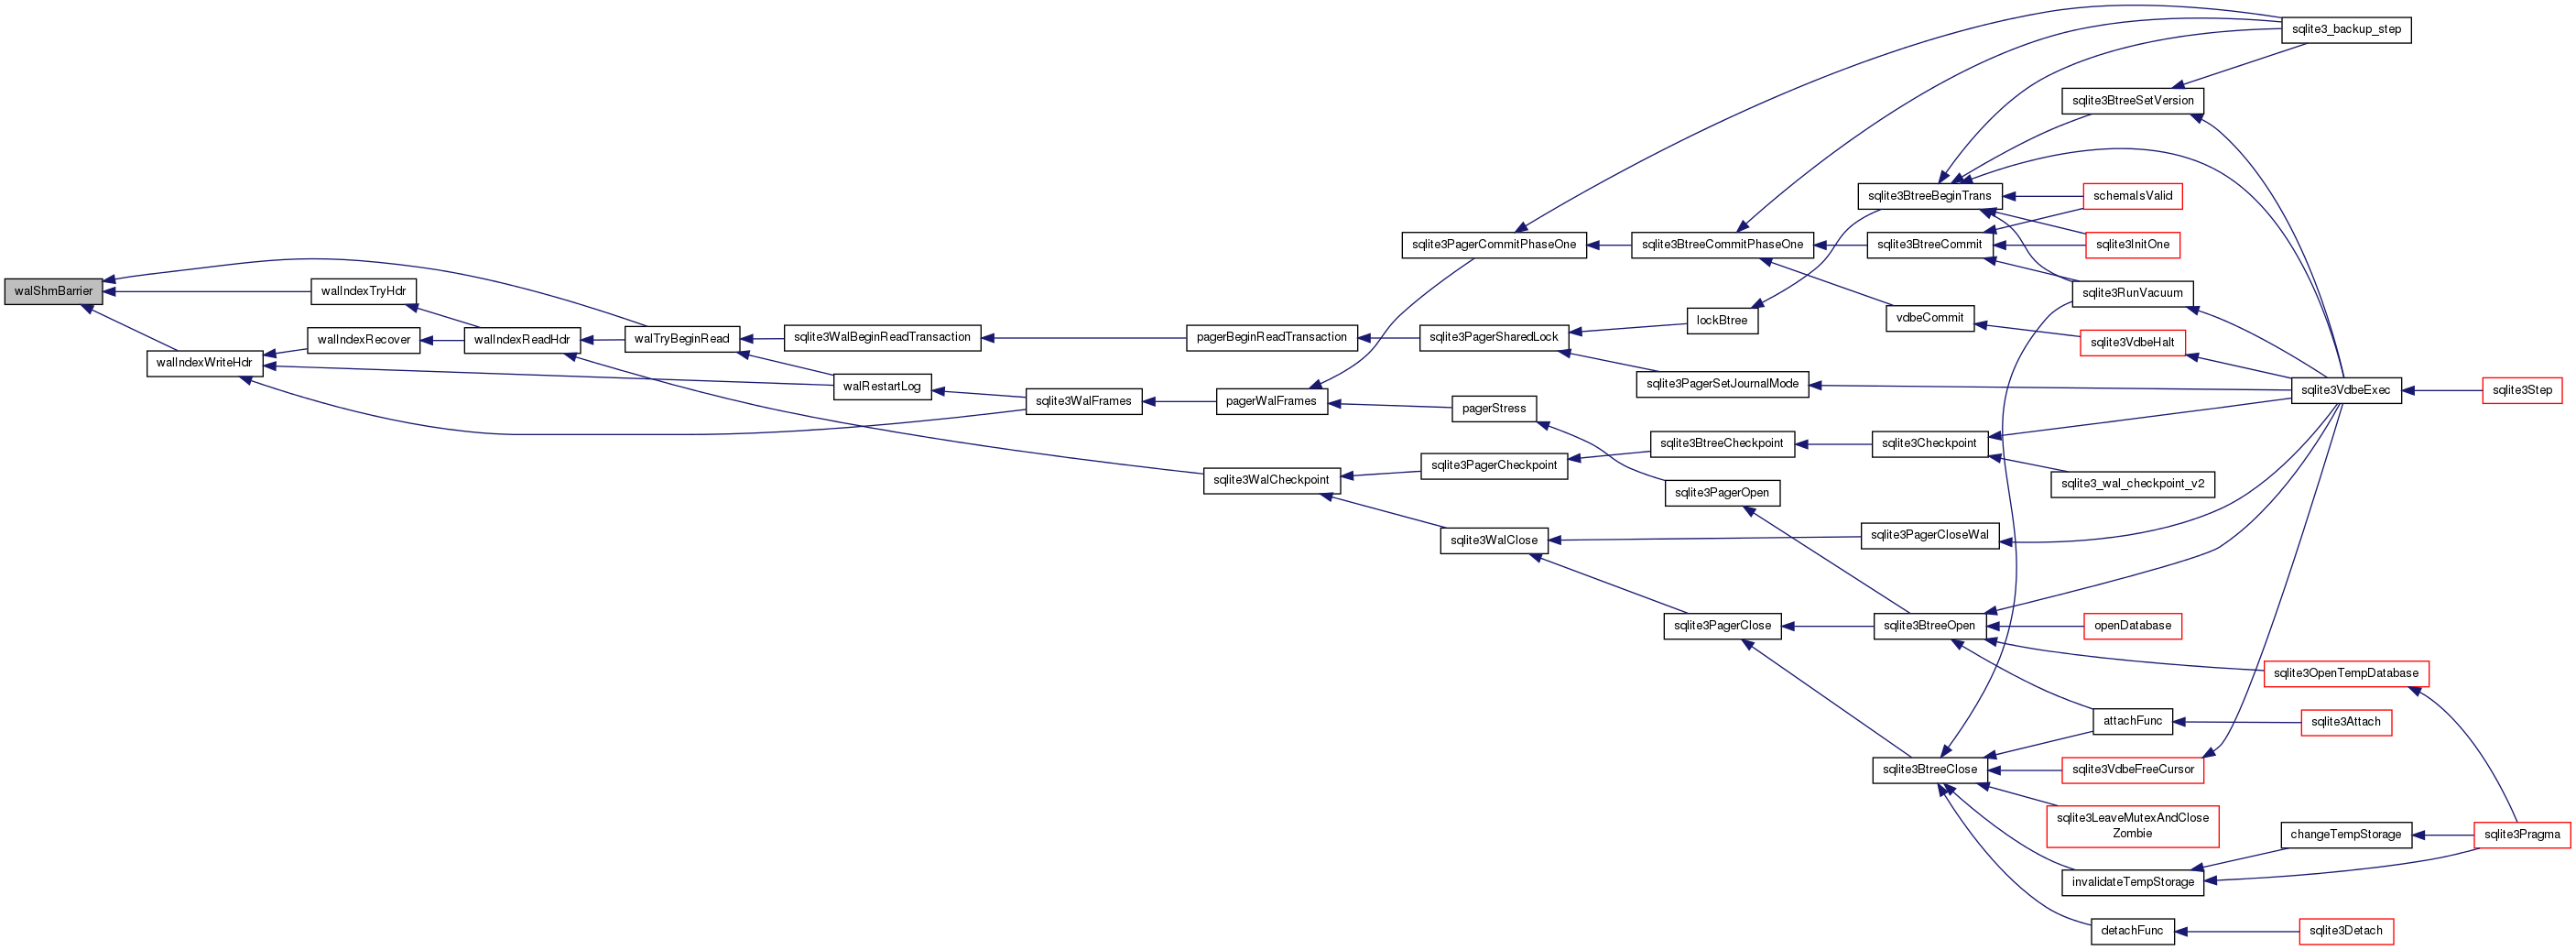 sqlite3_backup_step
sqlite3BtreeSetVersion
sqlite3BtreeBeginTrans
schemaIsValid
sqlite3PagerCommitPhaseOne
sqlite3BtreeCommitPhaseOne
sqlite3BtreeCommit
sqlite3InitOne
walShmBarrier
walIndexTryHdr
sqlite3RunVacuum
lockBtree
vdbeCommit
walIndexRecover
walIndexReadHdr
walTryBeginRead
sqlite3WalBeginReadTransaction
pagerBeginReadTransaction
sqlite3PagerSharedLock
sqlite3VdbeHalt
walIndexWriteHdr
walRestartLog
sqlite3PagerSetJournalMode
sqlite3VdbeExec
sqlite3Step
sqlite3WalFrames
pagerWalFrames
pagerStress
sqlite3BtreeCheckpoint
sqlite3Checkpoint
sqlite3PagerCheckpoint
sqlite3WalCheckpoint
sqlite3_wal_checkpoint_v2
sqlite3PagerOpen
sqlite3WalClose
sqlite3PagerCloseWal
sqlite3PagerClose
sqlite3BtreeOpen
openDatabase
sqlite3OpenTempDatabase
attachFunc
sqlite3Attach
sqlite3BtreeClose
sqlite3VdbeFreeCursor
sqlite3LeaveMutexAndClose
Zombie
changeTempStorage
sqlite3Pragma
invalidateTempStorage
detachFunc
sqlite3Detach